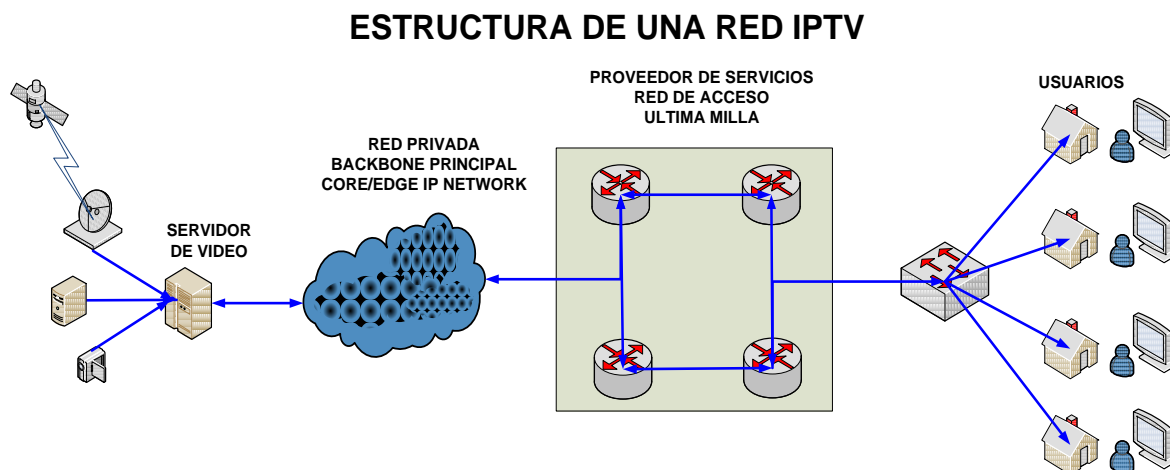 ESTRUCTURA DE UNA RED IPTV
PROVEEDOR DE SERVICIOS
RED DE ACCESO
ULTIMA MILLA
USUARIOS
RED PRIVADA
BACKBONE PRINCIPAL
CORE/EDGE IP NETWORK
SERVIDOR
DE VIDEO